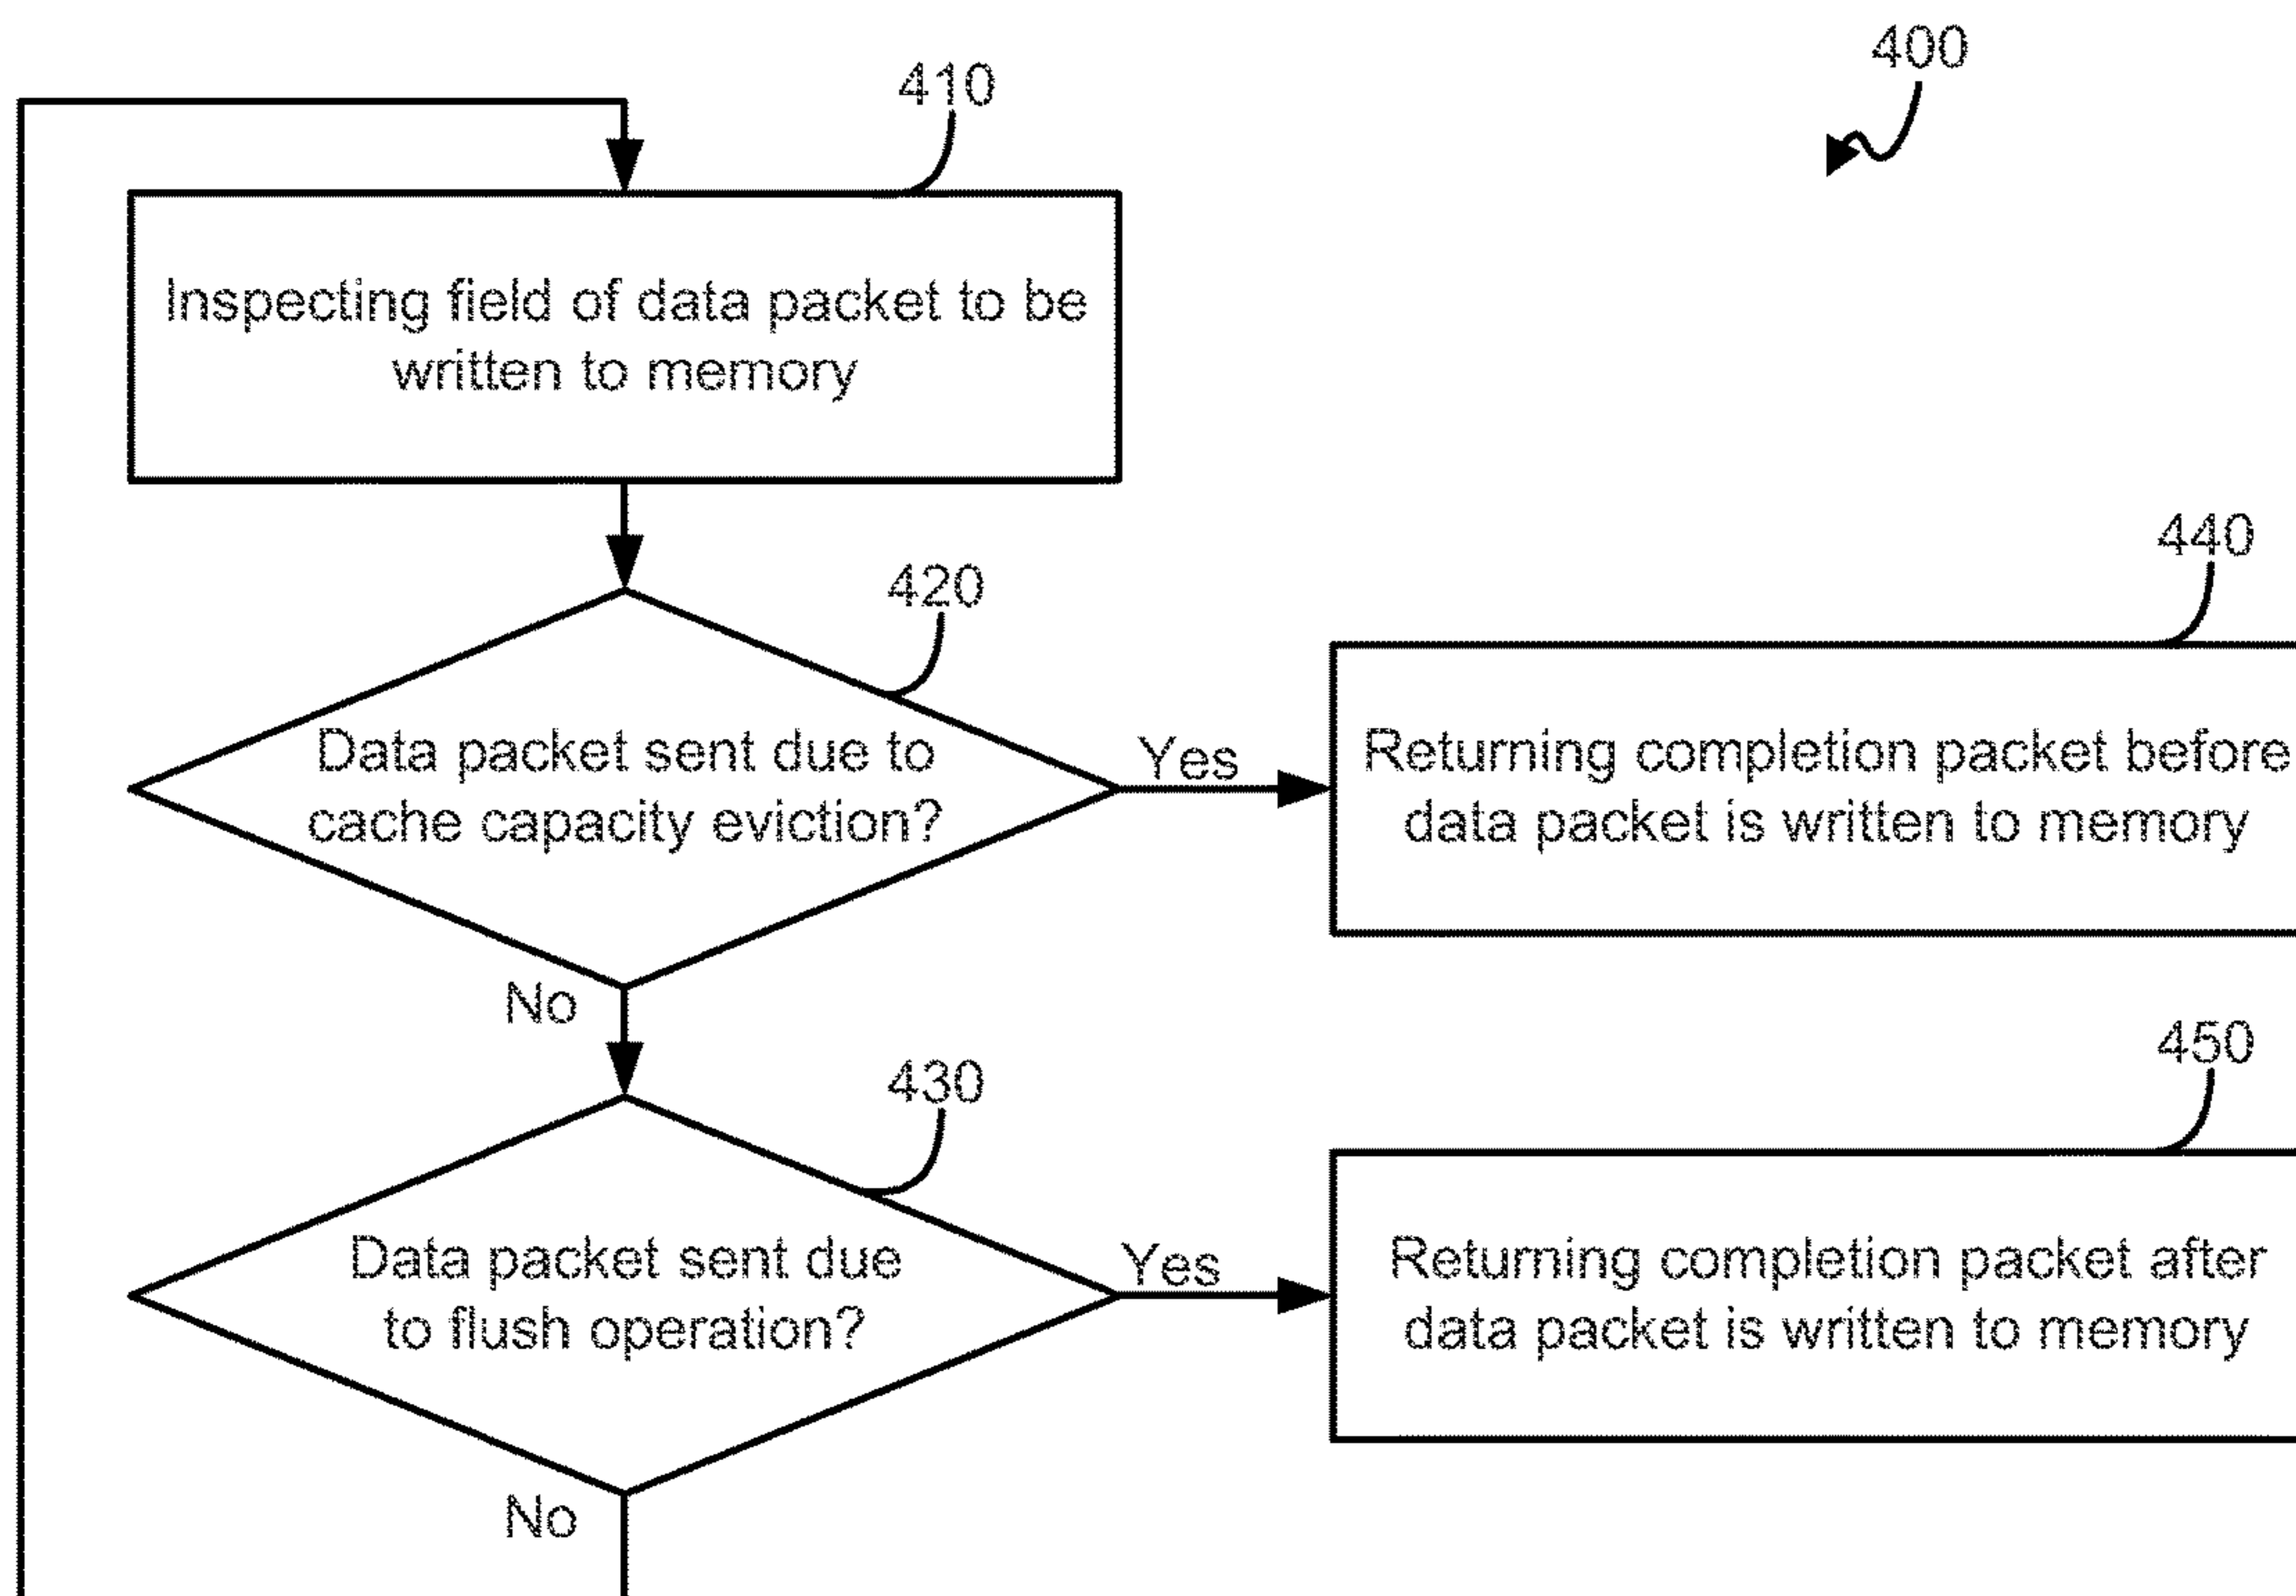 400
410
Inspecting field of data packet to be
written to memory
420
Data packet sent due to
cache capacity eviction?
Yes
440
Returning completion packet before
data packet is written to memory
No
430
Data packet sent due
to flush operation?
Yes
450
Returning completion packet after
data packet is written to memory
No